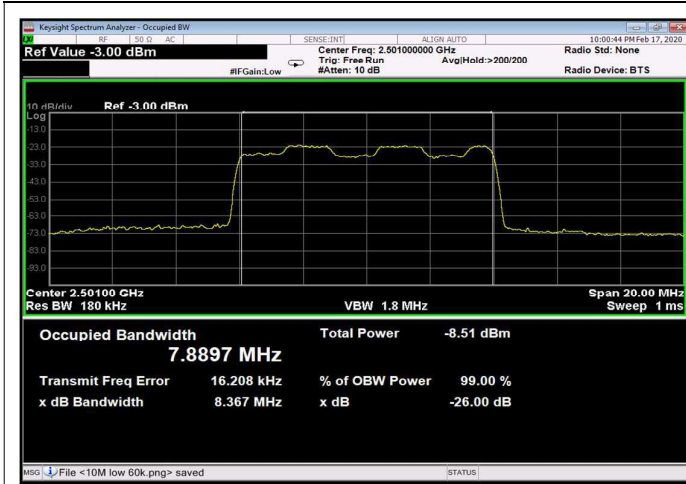 Keysight Spectrum Analyzer - Occupied BW
LXI RF 50 Ω AC SENSE:INT ALIGN AUTO 10:00:44 PM Feb 17, 2020
Ref Value -3.00 dBm Center Freq: 2.501000000 GHz Radio Std: None
Trig: Free Run Avg|Hold:>200/200
#IFGain:Low #Atten: 10 dB Radio Device: BTS
10 dB/div Ref -3.00 dBm
Log
-13.0
-23.0
-33.0
-43.0
-53.0
-63.0
-73.0
-83.0
-93.0
Center 2.50100 GHz Span 20.00 MHz
Res BW 180 kHz VBW 1.8 MHz Sweep 1 ms
Occupied Bandwidth Total Power -8.51 dBm
7.8897 MHz
Transmit Freq Error 16.208 kHz % of OBW Power 99.00 %
x dB Bandwidth 8.367 MHz x dB -26.00 dB
MSG File <10M low 60k.png> saved STATUS